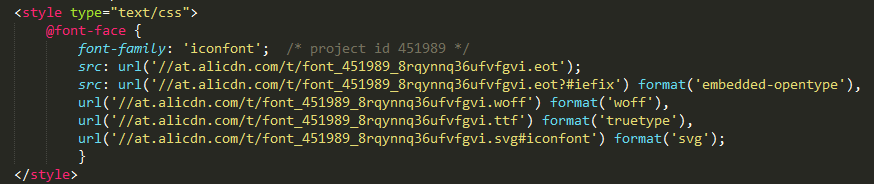 <style type="text/css">
@font-face {
font-family: 'iconfont';  /* project id 451989 */
src: url('//at.alicdn.com/t/font_451989_8rqynnq36ufvfgvi.eot');
src: url('//at.alicdn.com/t/font_451989_8rqynnq36ufvfgvi.eot?#iefix') format('embedded-opentype'),
url('//at.alicdn.com/t/font_451989_8rqynnq36ufvfgvi.woff') format('woff'),
url('//at.alicdn.com/t/font_451989_8rqynnq36ufvfgvi.ttf') format('truetype'),
url('//at.alicdn.com/t/font_451989_8rqynnq36ufvfgvi.svg#iconfont') format('svg');
}
</style>